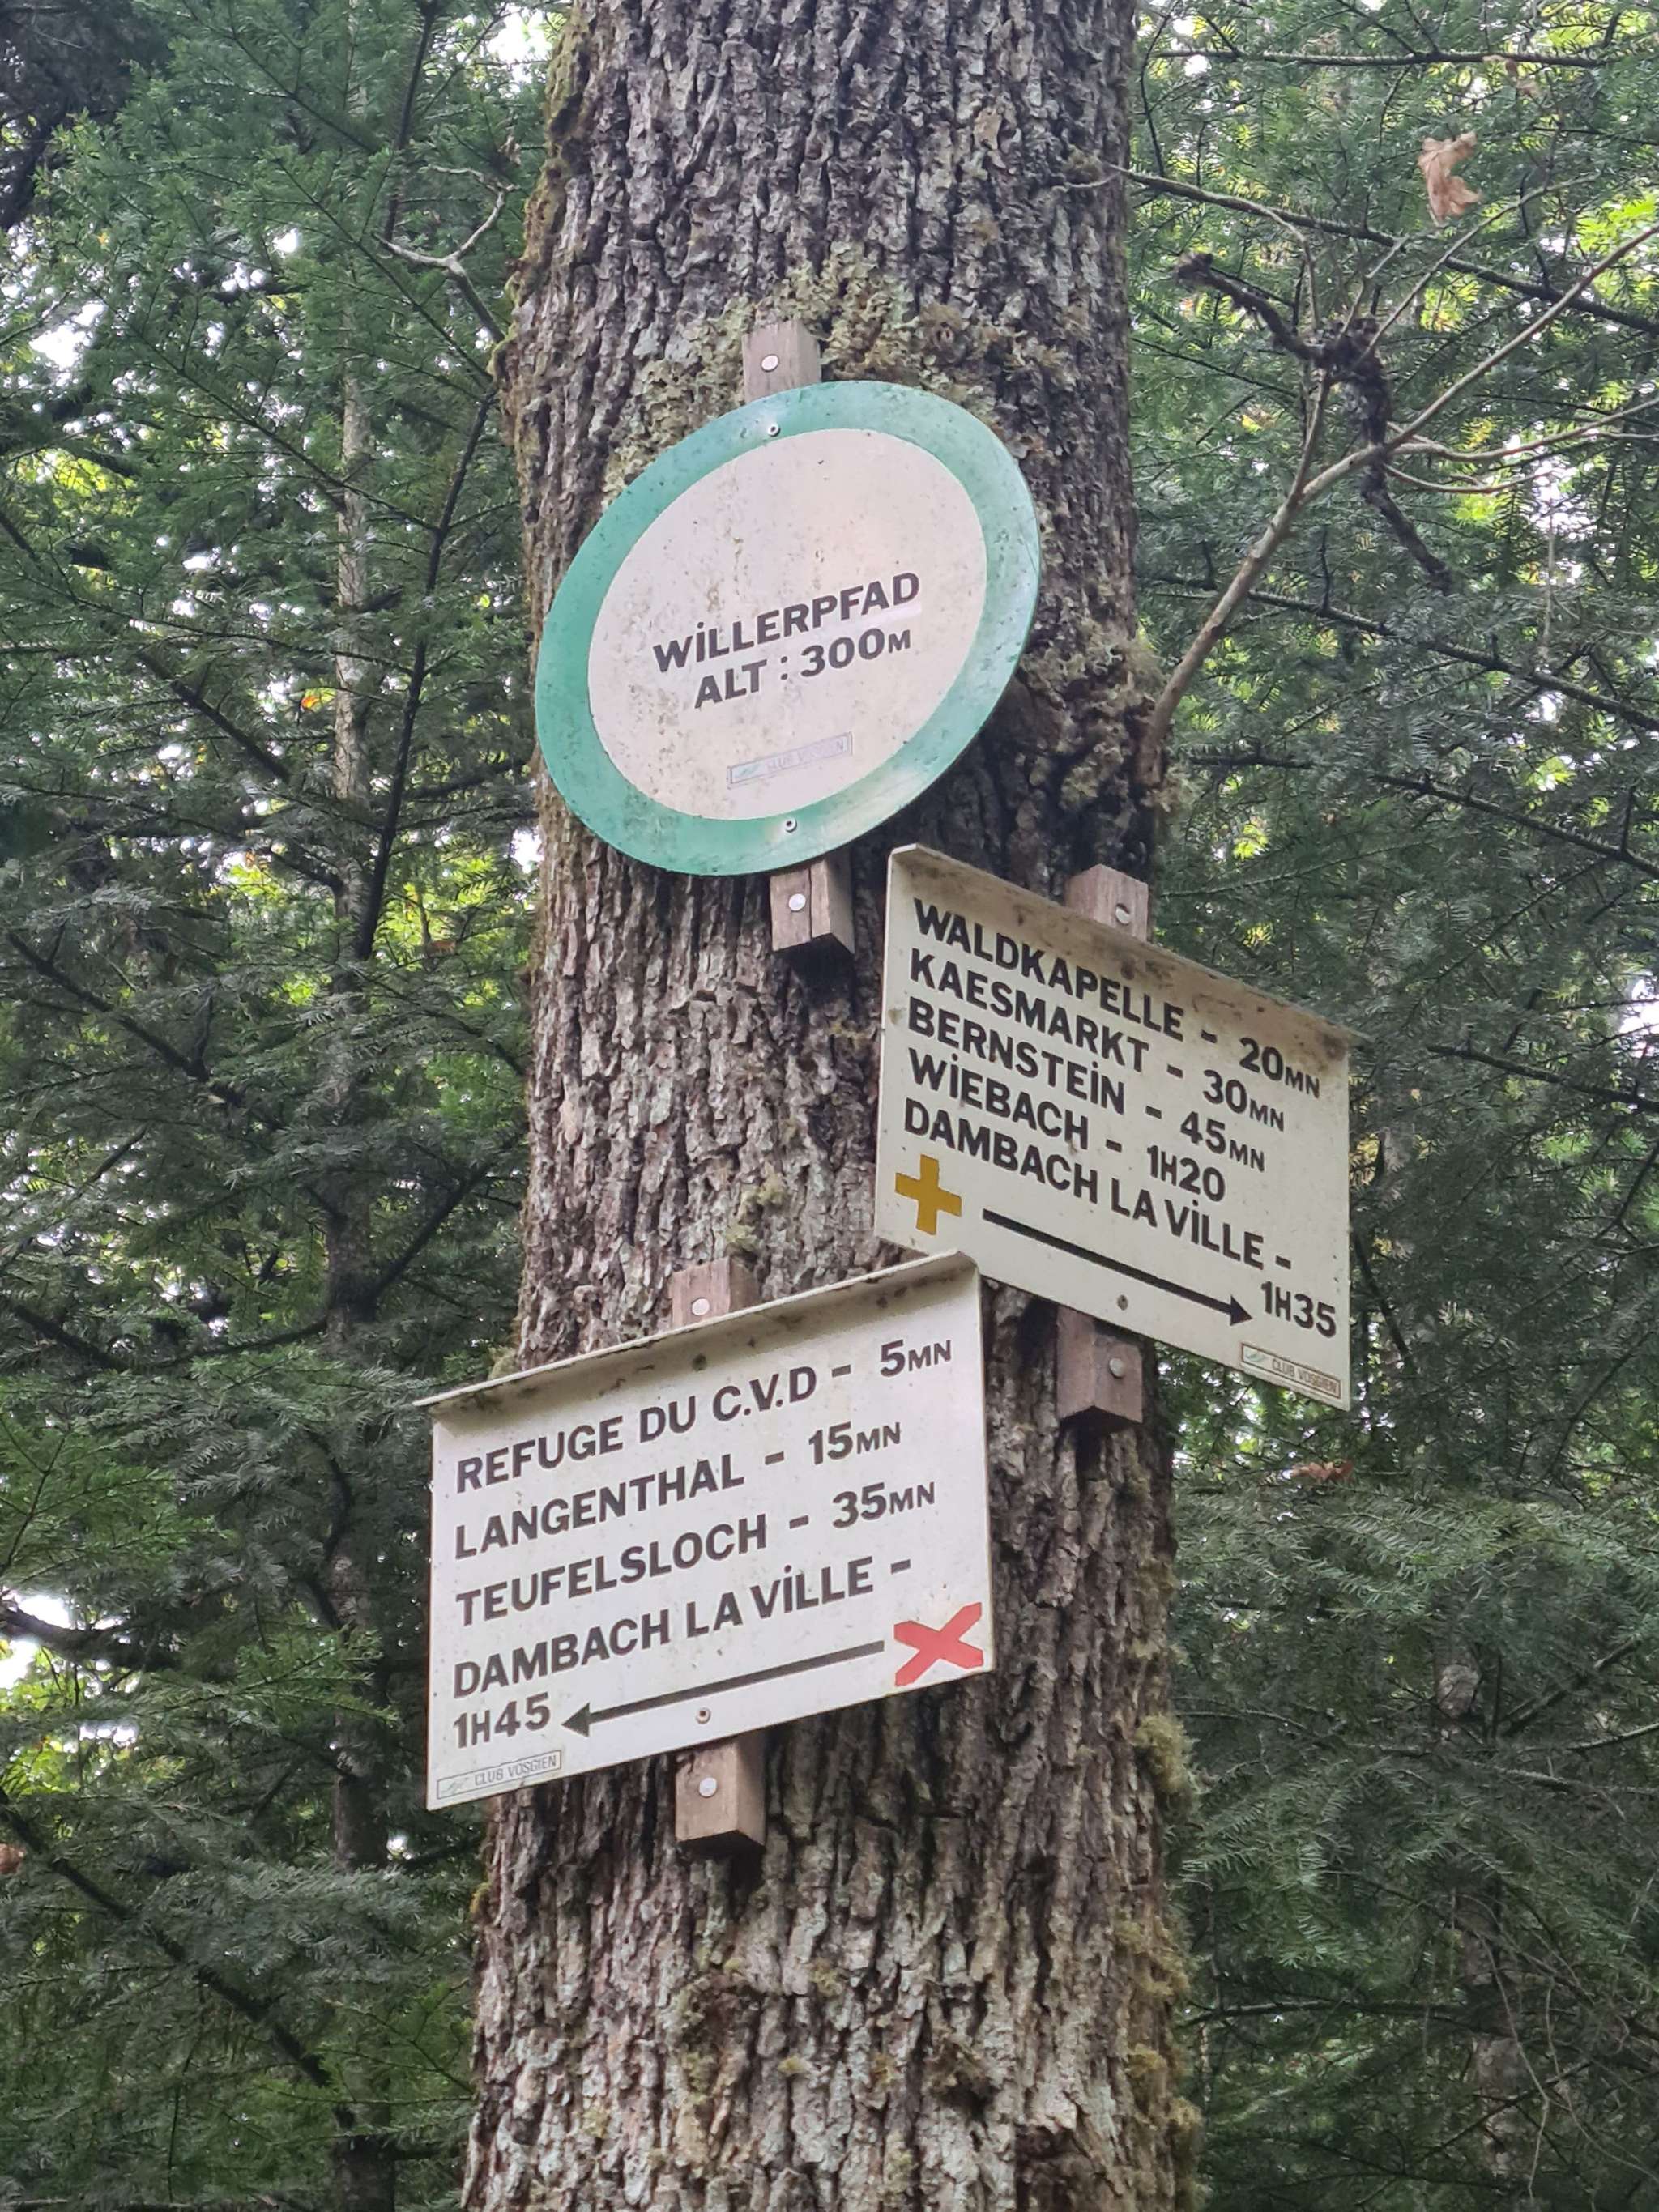 WiLLERPFAD
ALT : 300M
CLUB VOSGIEN
WALDKAPELLE - 20MN
KAESMARKT - 30MN
BERNSTEiN - 45MN
WiEBACH - 1H20
DAMBACH LA ViLLE -
1H35
CLUB VOSGIEN
REFUGE DU C.V.D - 5MN
LANGENTHAL - 15MN
TEUFELSLOCH - 35MN
DAMBACH LA ViLLE -
1H45
CLUB VOSGIEN